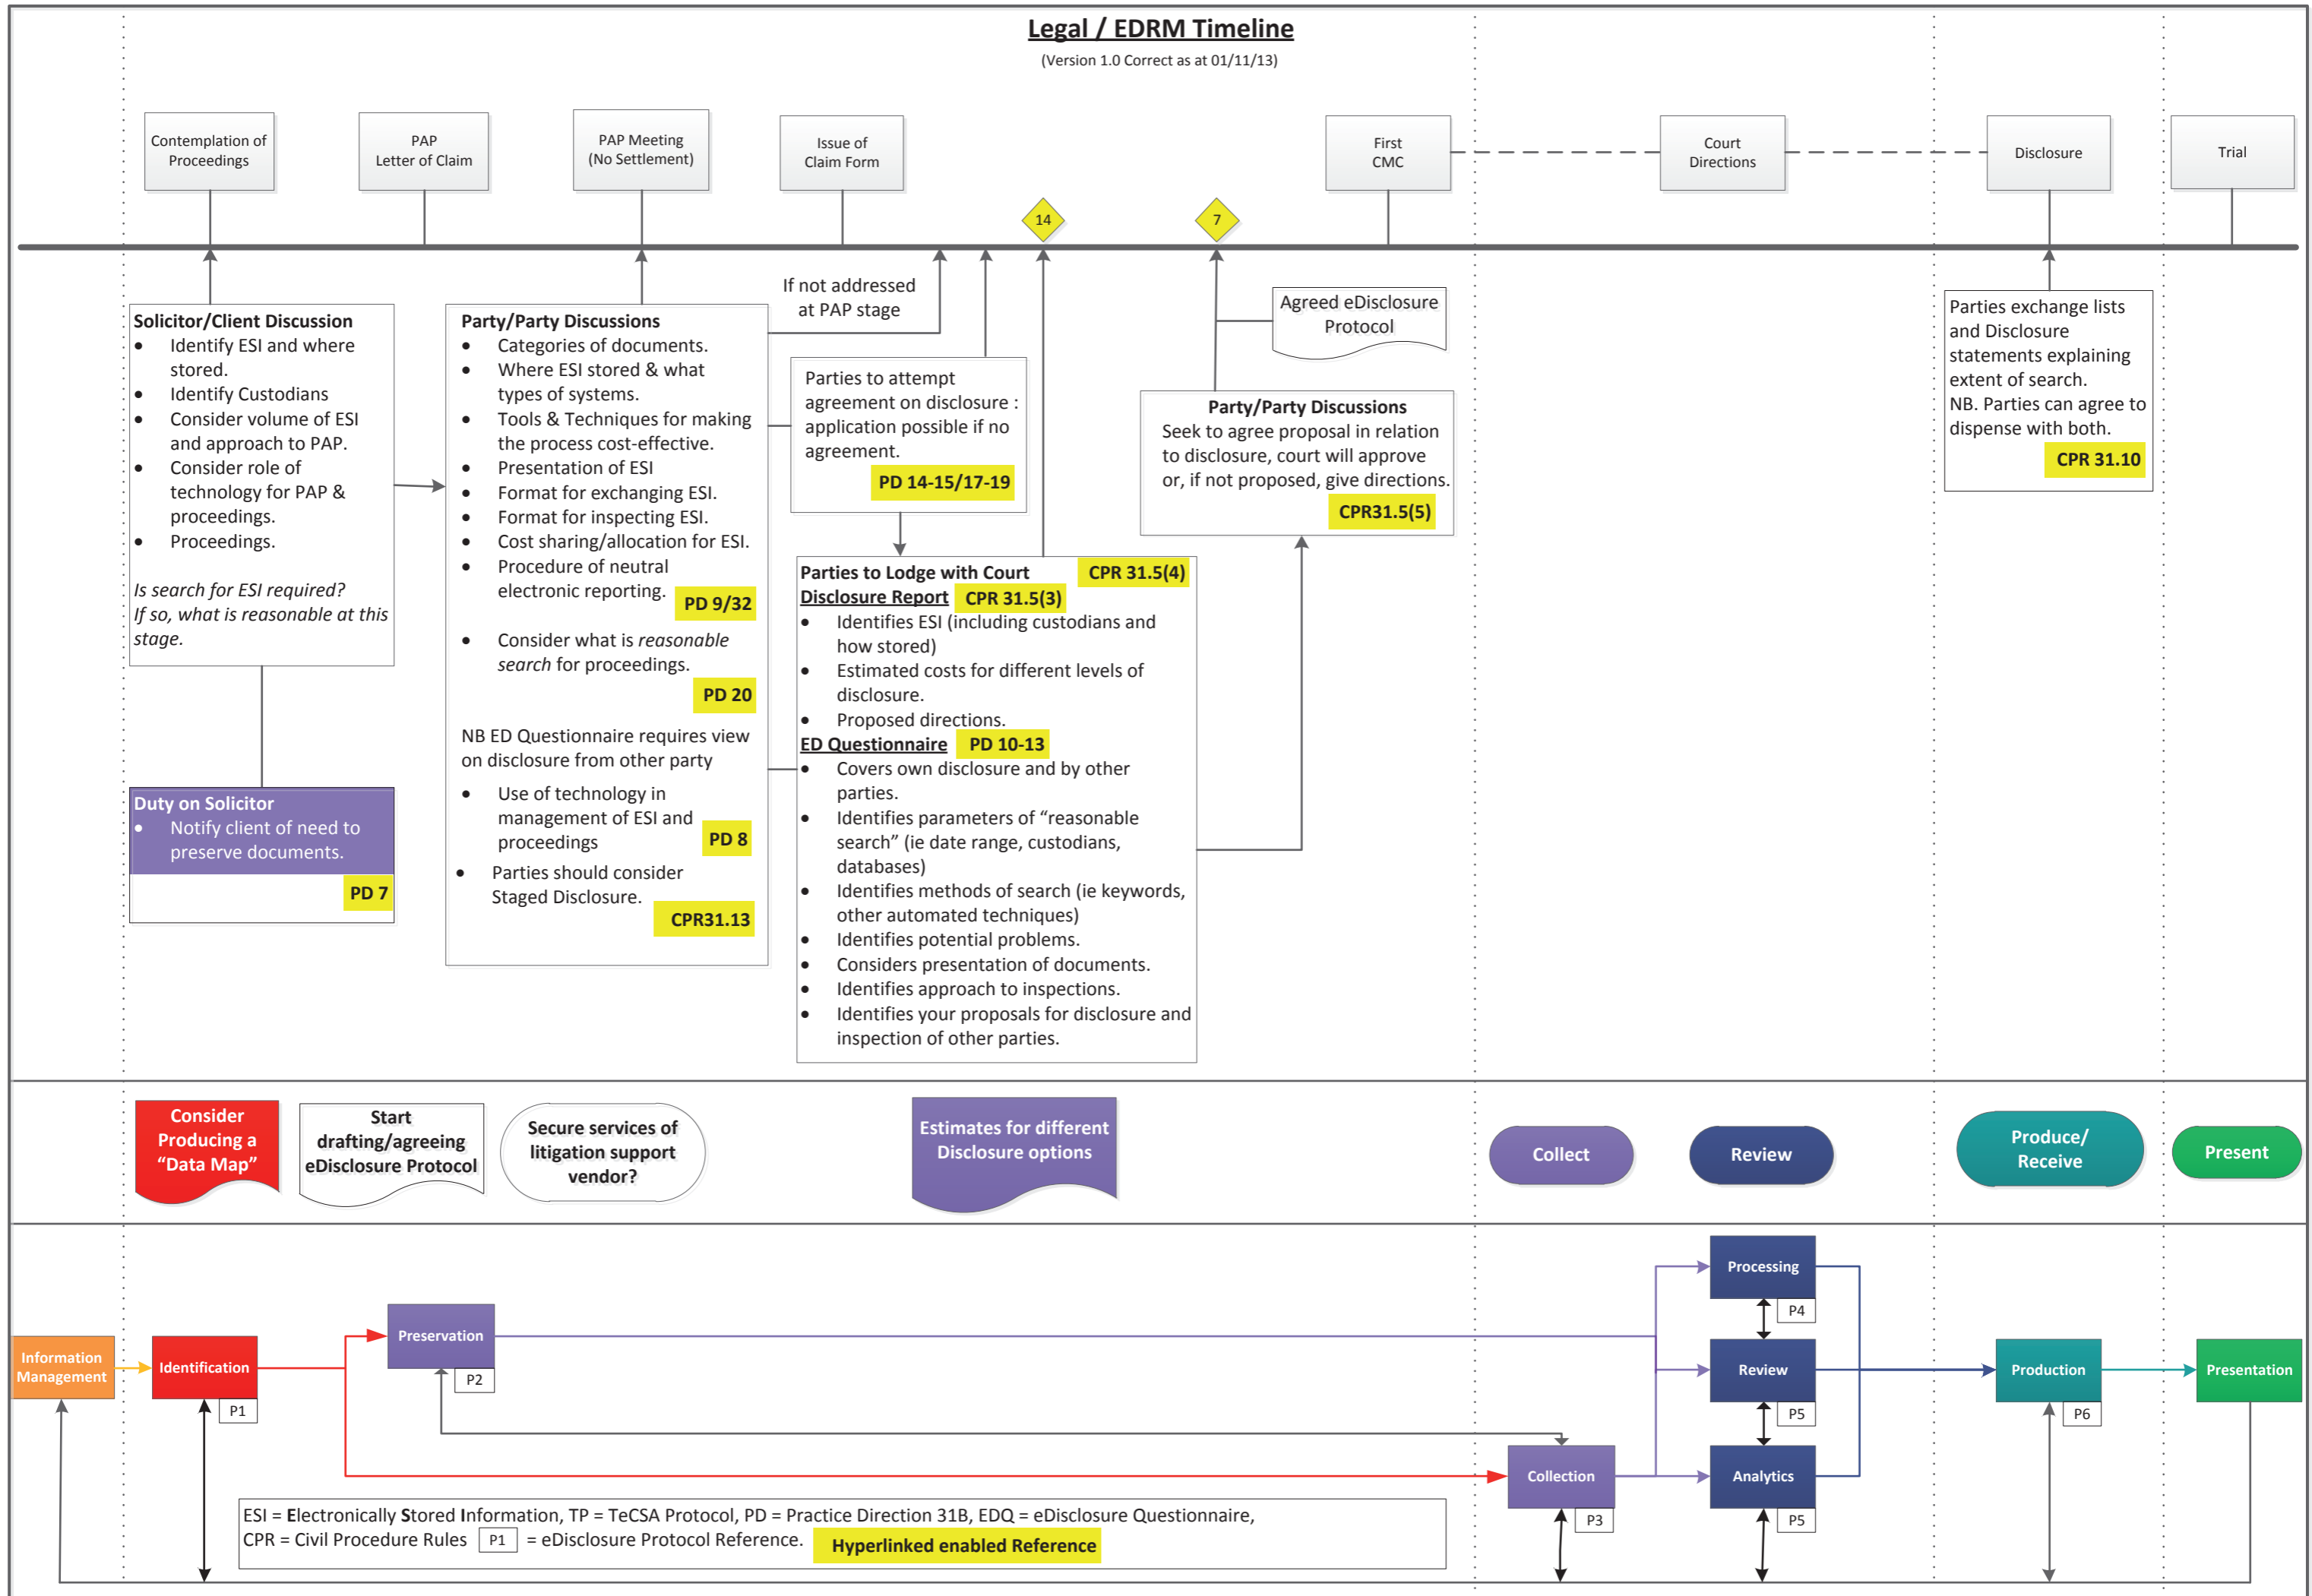 Legal / EDRM Timeline
(Version 1.0 Correct as at 01/11/13)
Contemplation of
Proceedings
PAP
Letter of Claim
PAP Meeting
(No Settlement)
Issue of
Claim Form
First
CMC
Court
Directions
Disclosure
Trial
14
7
Solicitor/Client Discussion
• Identify ESI and where
stored.
• Identify Custodians
• Consider volume of ESI
and approach to PAP.
• Consider role of
technology for PAP &
proceedings.
• Proceedings.
Is search for ESI required?
If so, what is reasonable at this
stage.
Duty on Solicitor
• Notify client of need to
preserve documents.
PD 7
Party/Party Discussions
• Categories of documents.
• Where ESI stored & what
types of systems.
• Tools & Techniques for making
the process cost-effective.
• Presentation of ESI
• Format for exchanging ESI.
• Format for inspecting ESI.
• Cost sharing/allocation for ESI.
• Procedure of neutral
electronic reporting.
PD 9/32
• Consider what is reasonable
search for proceedings.
PD 20
NB ED Questionnaire requires view
on disclosure from other party
• Use of technology in
management of ESI and
proceedings
PD 8
• Parties should consider
Staged Disclosure.
CPR31.13
If not addressed
at PAP stage
Parties to attempt
agreement on disclosure :
application possible if no
agreement.
PD 14-15/17-19
Parties to Lodge with Court CPR 31.5(4)
Disclosure Report CPR 31.5(3)
• Identifies ESI (including custodians and
how stored)
• Estimated costs for different levels of
disclosure.
• Proposed directions.
ED Questionnaire PD 10-13
• Covers own disclosure and by other
parties.
• Identifies parameters of “reasonable
search” (ie date range, custodians,
databases)
• Identifies methods of search (ie keywords,
other automated techniques)
• Identifies potential problems.
• Considers presentation of documents.
• Identifies approach to inspections.
• Identifies your proposals for disclosure and
inspection of other parties.
Agreed eDisclosure
Protocol
Party/Party Discussions
Seek to agree proposal in relation
to disclosure, court will approve
or, if not proposed, give directions.
CPR31.5(5)
Parties exchange lists
and Disclosure
statements explaining
extent of search.
NB. Parties can agree to
dispense with both.
CPR 31.10
Consider
Producing a
“Data Map”
Start
drafting/agreeing
eDisclosure Protocol
Secure services of
litigation support
vendor?
Estimates for different
Disclosure options
Collect
Review
Produce/
Receive
Present
Information
Management
Identification
P1
Preservation
P2
Collection
P3
Processing
P4
Review
P5
Analytics
P5
Production
P6
Presentation
ESI = Electronically Stored Information, TP = TeCSA Protocol, PD = Practice Direction 31B, EDQ = eDisclosure Questionnaire,
CPR = Civil Procedure Rules P1 = eDisclosure Protocol Reference. Hyperlinked enabled Reference